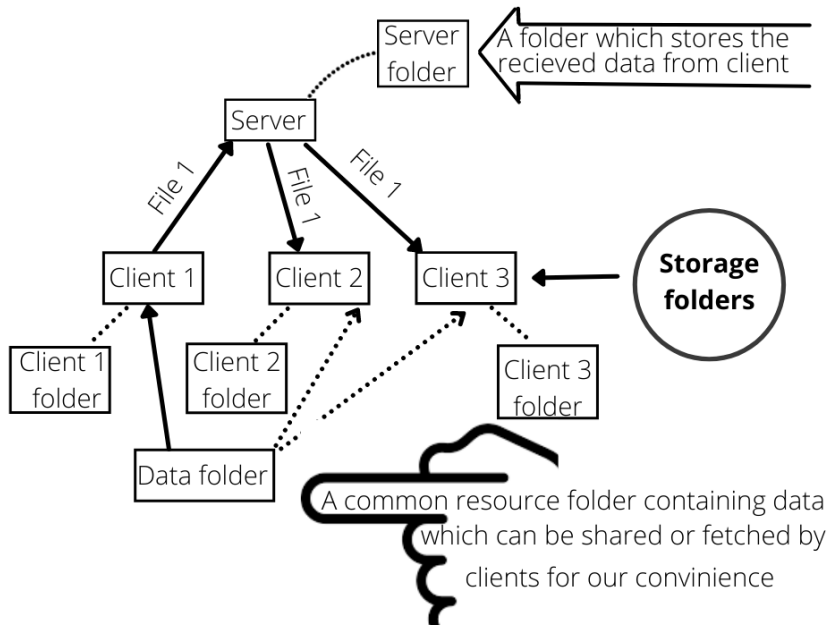 Server
folder
A folder which stores the
recieved data from client
Server
File 1
File 1
File 1
Client 1
Client 2
Client 3
Storage
folders
Client 1
folder
Client 2
folder
Client 3
folder
Data folder
A common resource folder containing data
which can be shared or fetched by
clients for our convinience